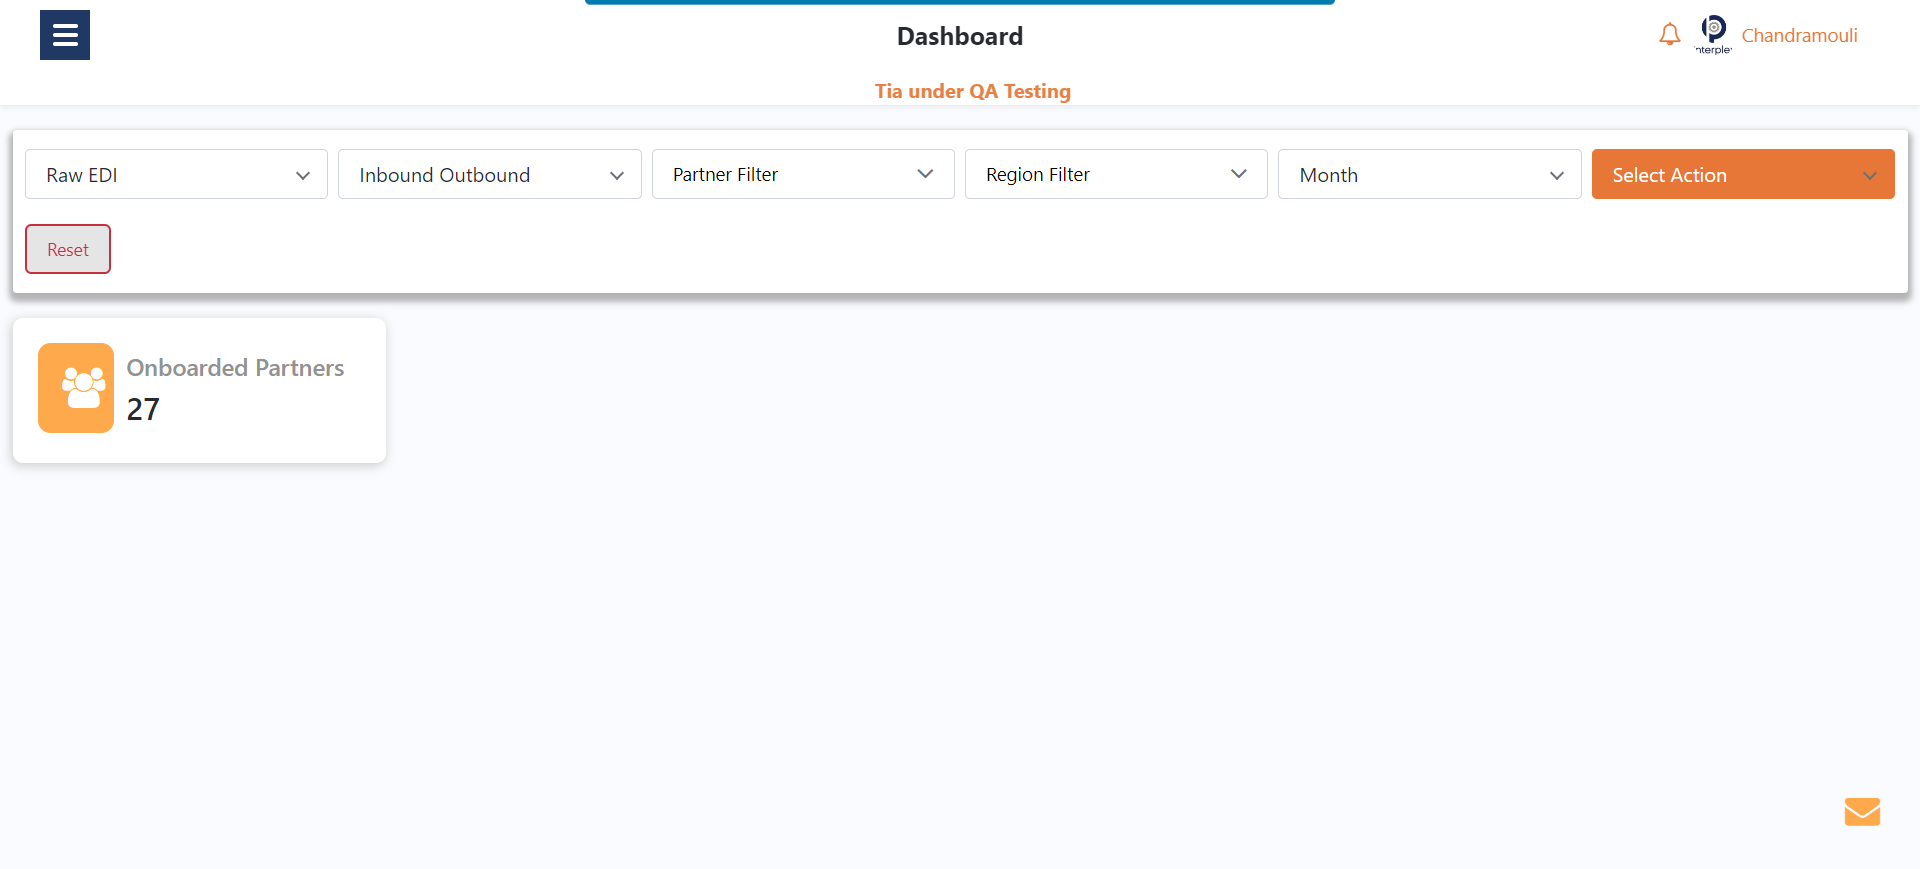 Dashboard
Chandramouli
Tia under QA Testing
Raw EDI
Inbound Outbound
Partner Filter
Region Filter
Month
Select Action
Reset
Onboarded Partners
27